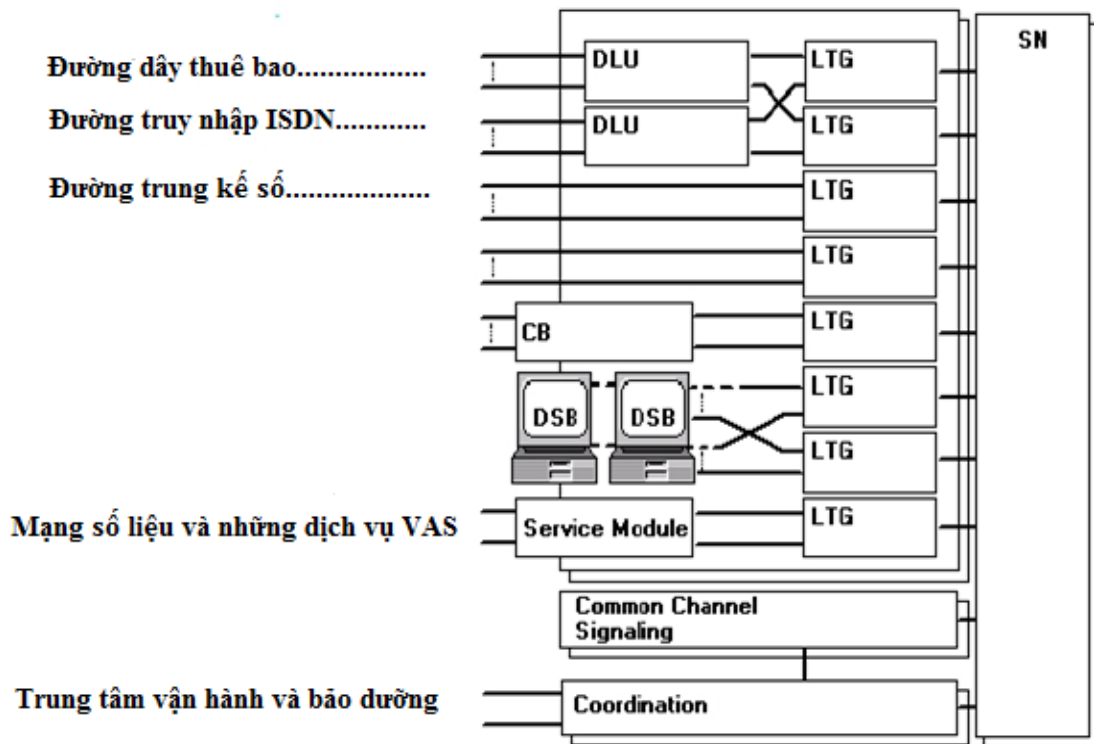 SN
Đường dây thuê bao.................
DLU
LTG
Đường truy nhập ISDN............
DLU
LTG
Đường trung kế số...................
LTG
LTG
CB
LTG
DSB
DSB
LTG
LTG
Mạng số liệu và những dịch vụ VAS
Service Module
LTG
Common Channel
Signaling
Trung tâm vận hành và bảo dưỡng
Coordination